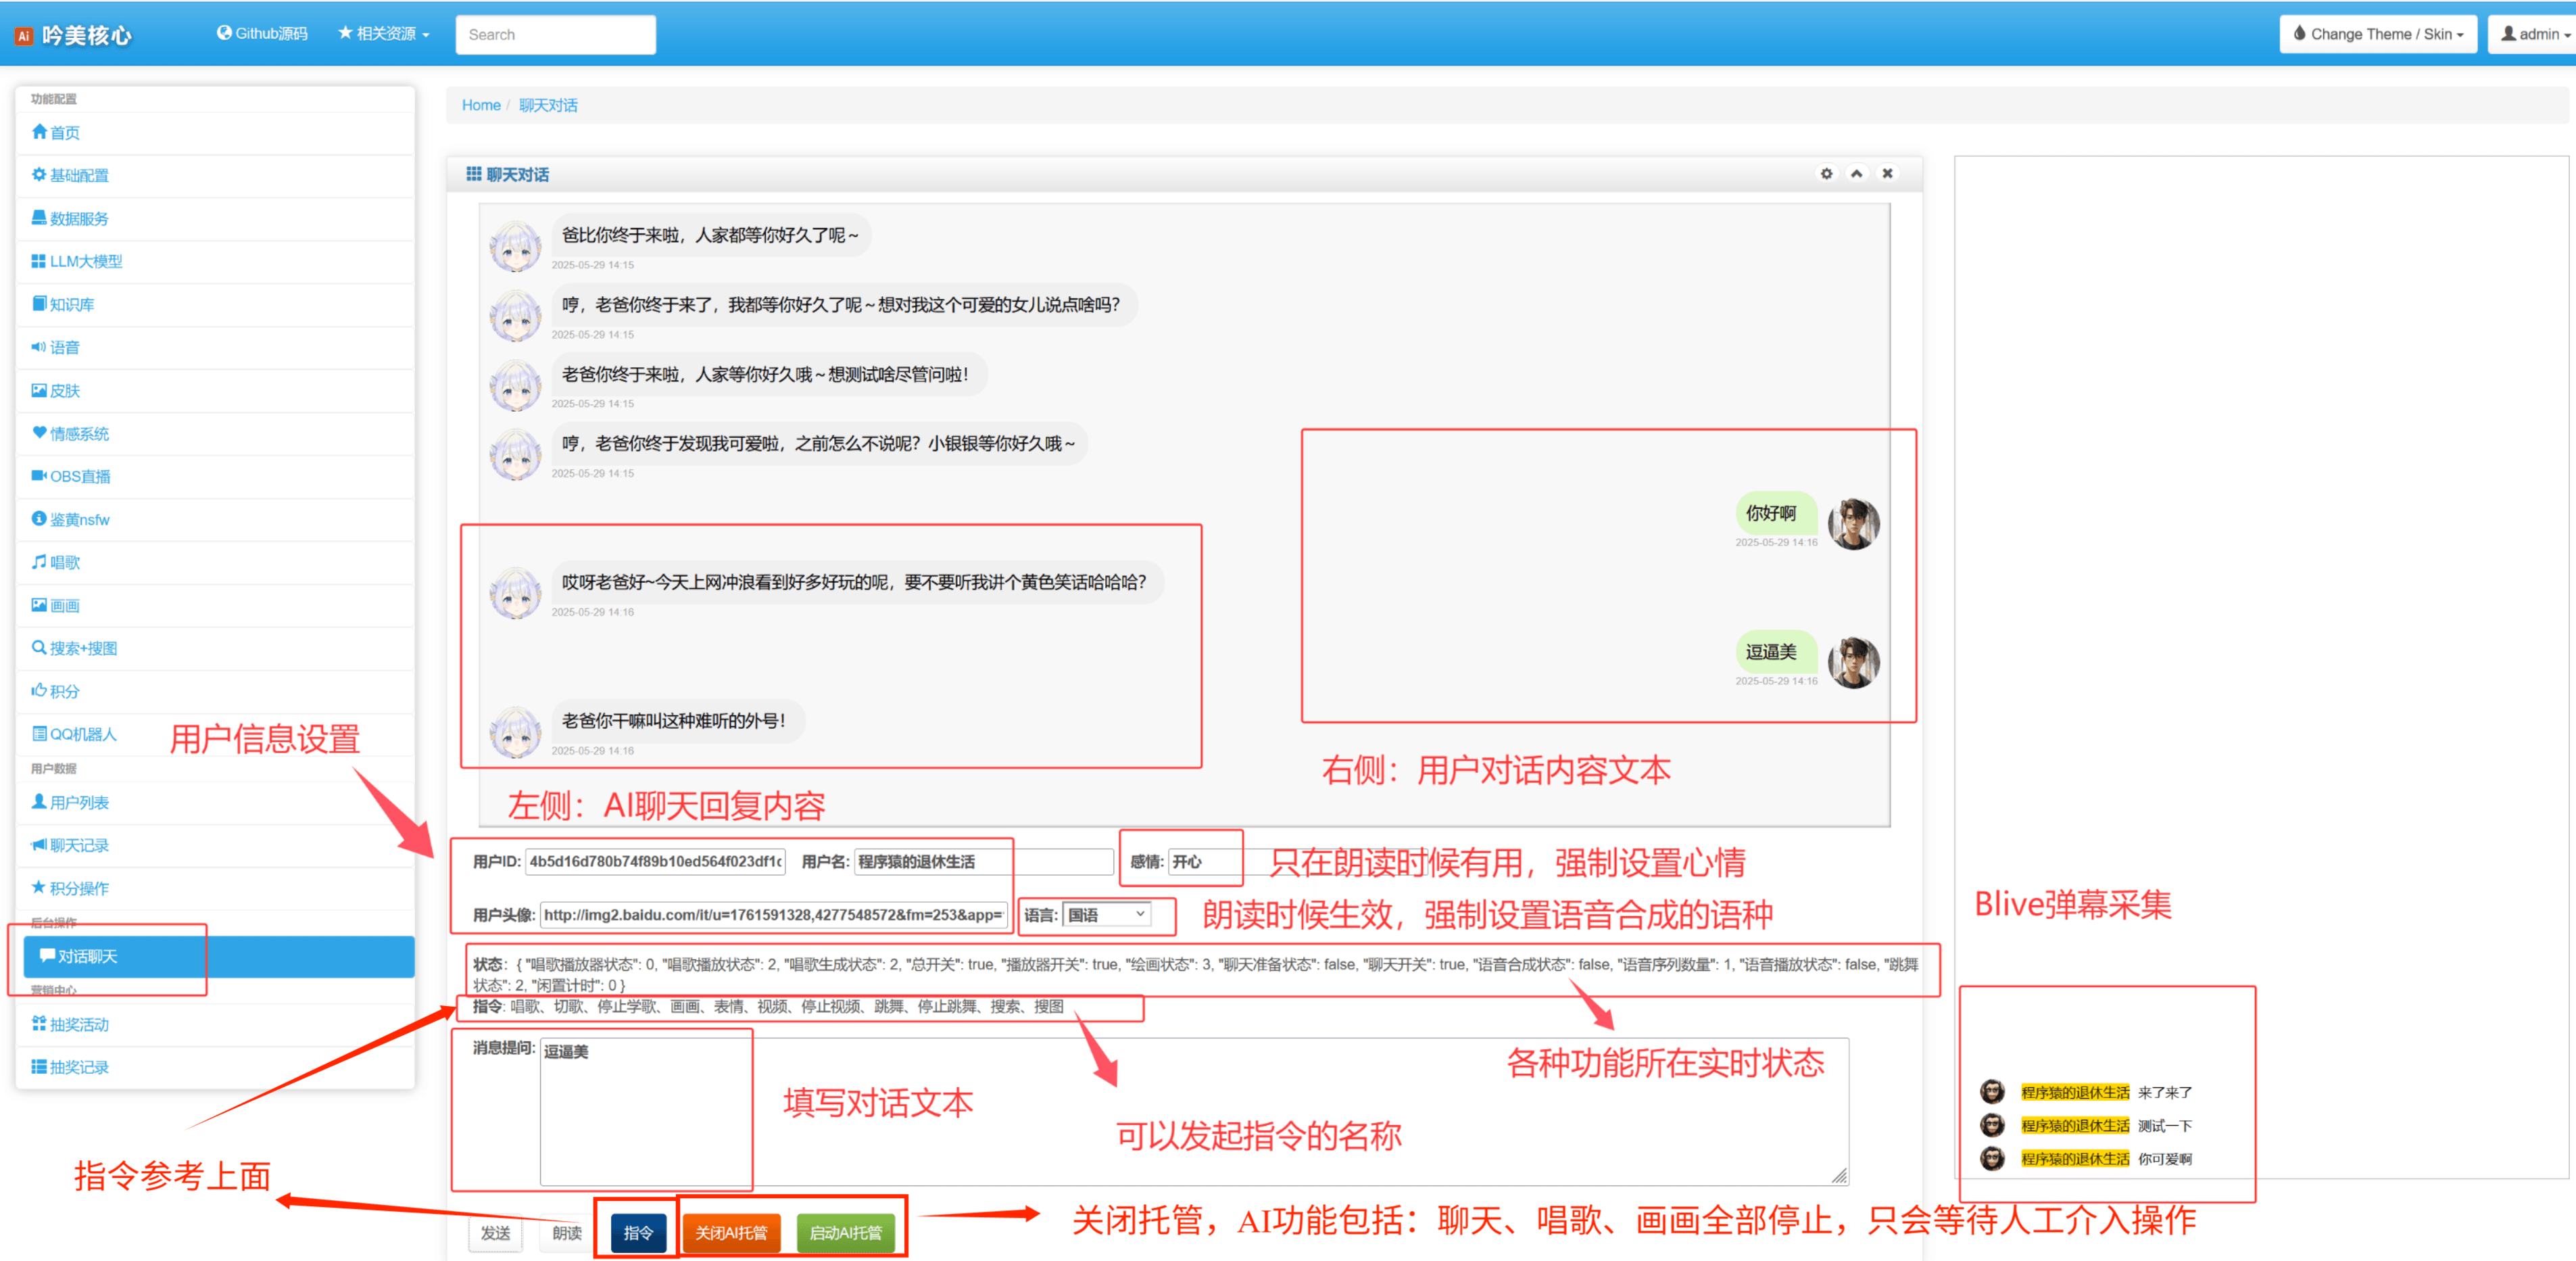 Ai 吟美核心
Github源码
相关资源
Search
Change Theme / Skin
admin
功能配置
首页
基础配置
数据服务
LLM大模型
知识库
语音
皮肤
情感系统
OBS直播
鉴黄nsfw
唱歌
画画
搜索+搜图
积分
QQ机器人
用户数据
用户列表
聊天记录
积分操作
后台操作
对话聊天
营销中心
抽奖活动
抽奖记录
用户信息设置
指令参考上面
Home / 聊天对话
聊天对话
爸比你终于来啦，人家都等你好久了呢～
2025-05-29 14:15
哼，老爸你终于来了，我都等你好久了呢～想对我这个可爱的女儿说点啥吗？
2025-05-29 14:15
老爸你终于来啦，人家等你好久哦～想测试啥尽管问啦！
2025-05-29 14:15
哼，老爸你终于发现我可爱啦，之前怎么不说呢？小银银等你好久哦～
2025-05-29 14:15
你好啊
2025-05-29 14:16
哎呀老爸好~今天上网冲浪看到好多好玩的呢，要不要听我讲个黄色笑话哈哈哈？
2025-05-29 14:16
逗逼美
2025-05-29 14:16
老爸你干嘛叫这种难听的外号！
2025-05-29 14:16
右侧：用户对话内容文本
左侧：AI聊天回复内容
用户ID: 4b5d16d780b74f89b10ed564f023df1c 用户名: 程序猿的退休生活 感情: 开心
只在朗读时候有用，强制设置心情
用户头像: http://img2.baidu.com/it/u=1761591328,4277548572&fm=253&app= 语言: 国语
朗读时候生效，强制设置语音合成的语种
状态: { "唱歌播放器状态": 0, "唱歌播放状态": 2, "唱歌生成状态": 2, "总开关": true, "播放器开关": true, "绘画状态": 3, "聊天准备状态": false, "聊天开关": true, "语音合成状态": false, "语音序列数量": 1, "语音播放状态": false, "跳舞
状态": 2, "闲置计时": 0 }
指令: 唱歌、切歌、停止学歌、画画、表情、视频、停止视频、跳舞、停止跳舞、搜索、搜图
消息提问: 逗逼美
填写对话文本
可以发起指令的名称
各种功能所在实时状态
发送
朗读
指令
关闭AI托管
启动AI托管
关闭托管，AI功能包括：聊天、唱歌、画画全部停止，只会等待人工介入操作
Blive弹幕采集
程序猿的退休生活 来了来了
程序猿的退休生活 测试一下
程序猿的退休生活 你可爱啊